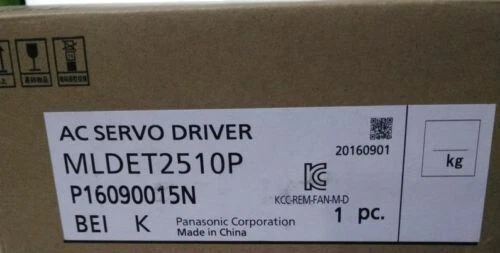 AC SERVO DRIVER
20160901
MLDET2510P
kg
P16090015N
KCC-REM-FAN-M-D
1 pc.
BEI K
Panasonic Corporation
Made in China